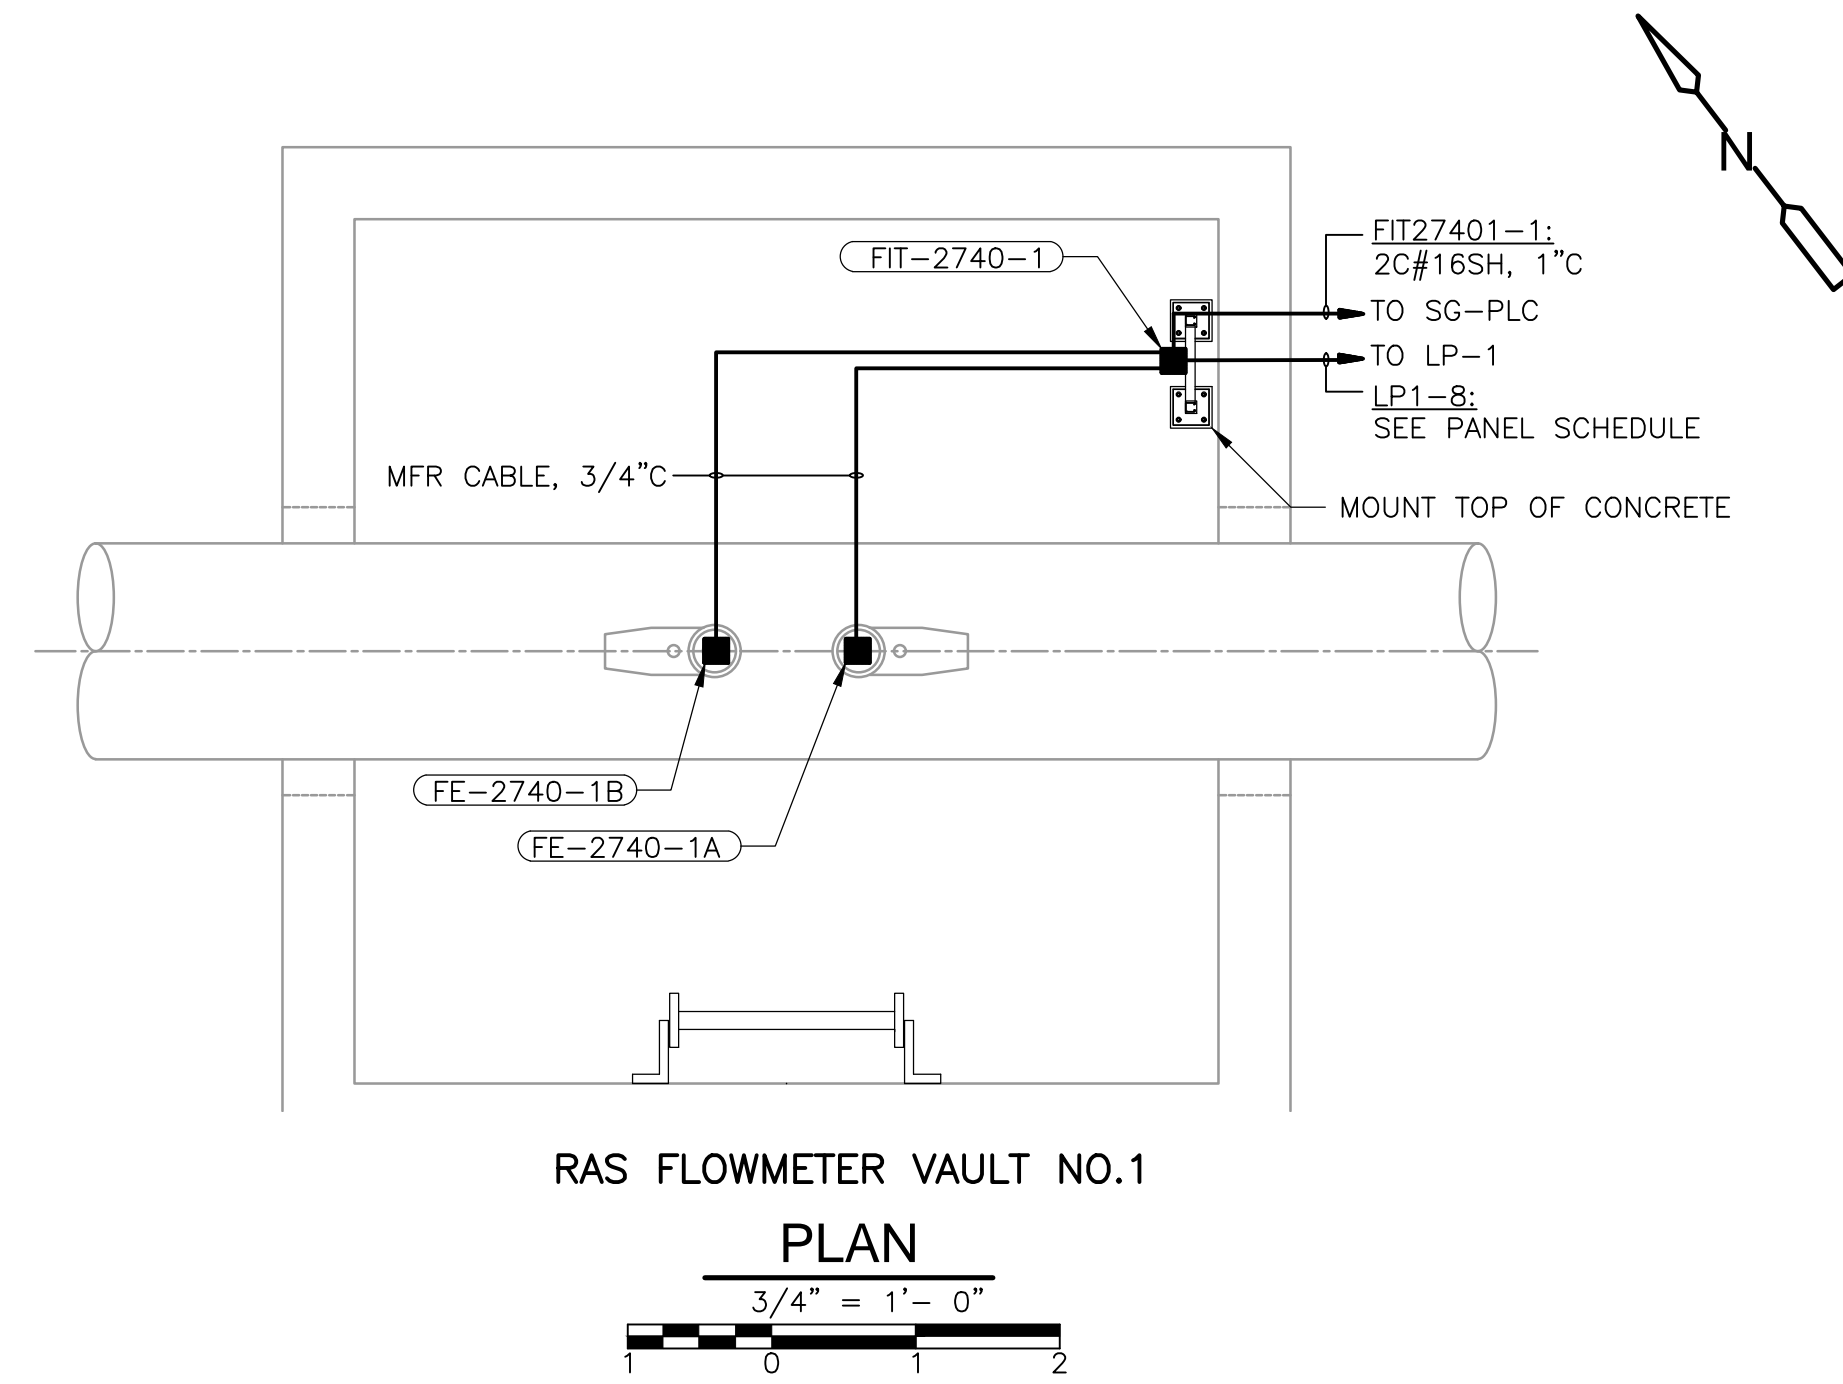 N
FIT27401-1:
2C#16SH, 1"C
FIT-2740-1
TO SG-PLC
TO LP-1
LP1-8:
SEE PANEL SCHEDULE
MFR CABLE, 3/4"C
MOUNT TOP OF CONCRETE
FE-2740-1B
FE-2740-1A
RAS FLOWMETER VAULT NO.1
PLAN
3/4" = 1'- 0"
1 0 1 2